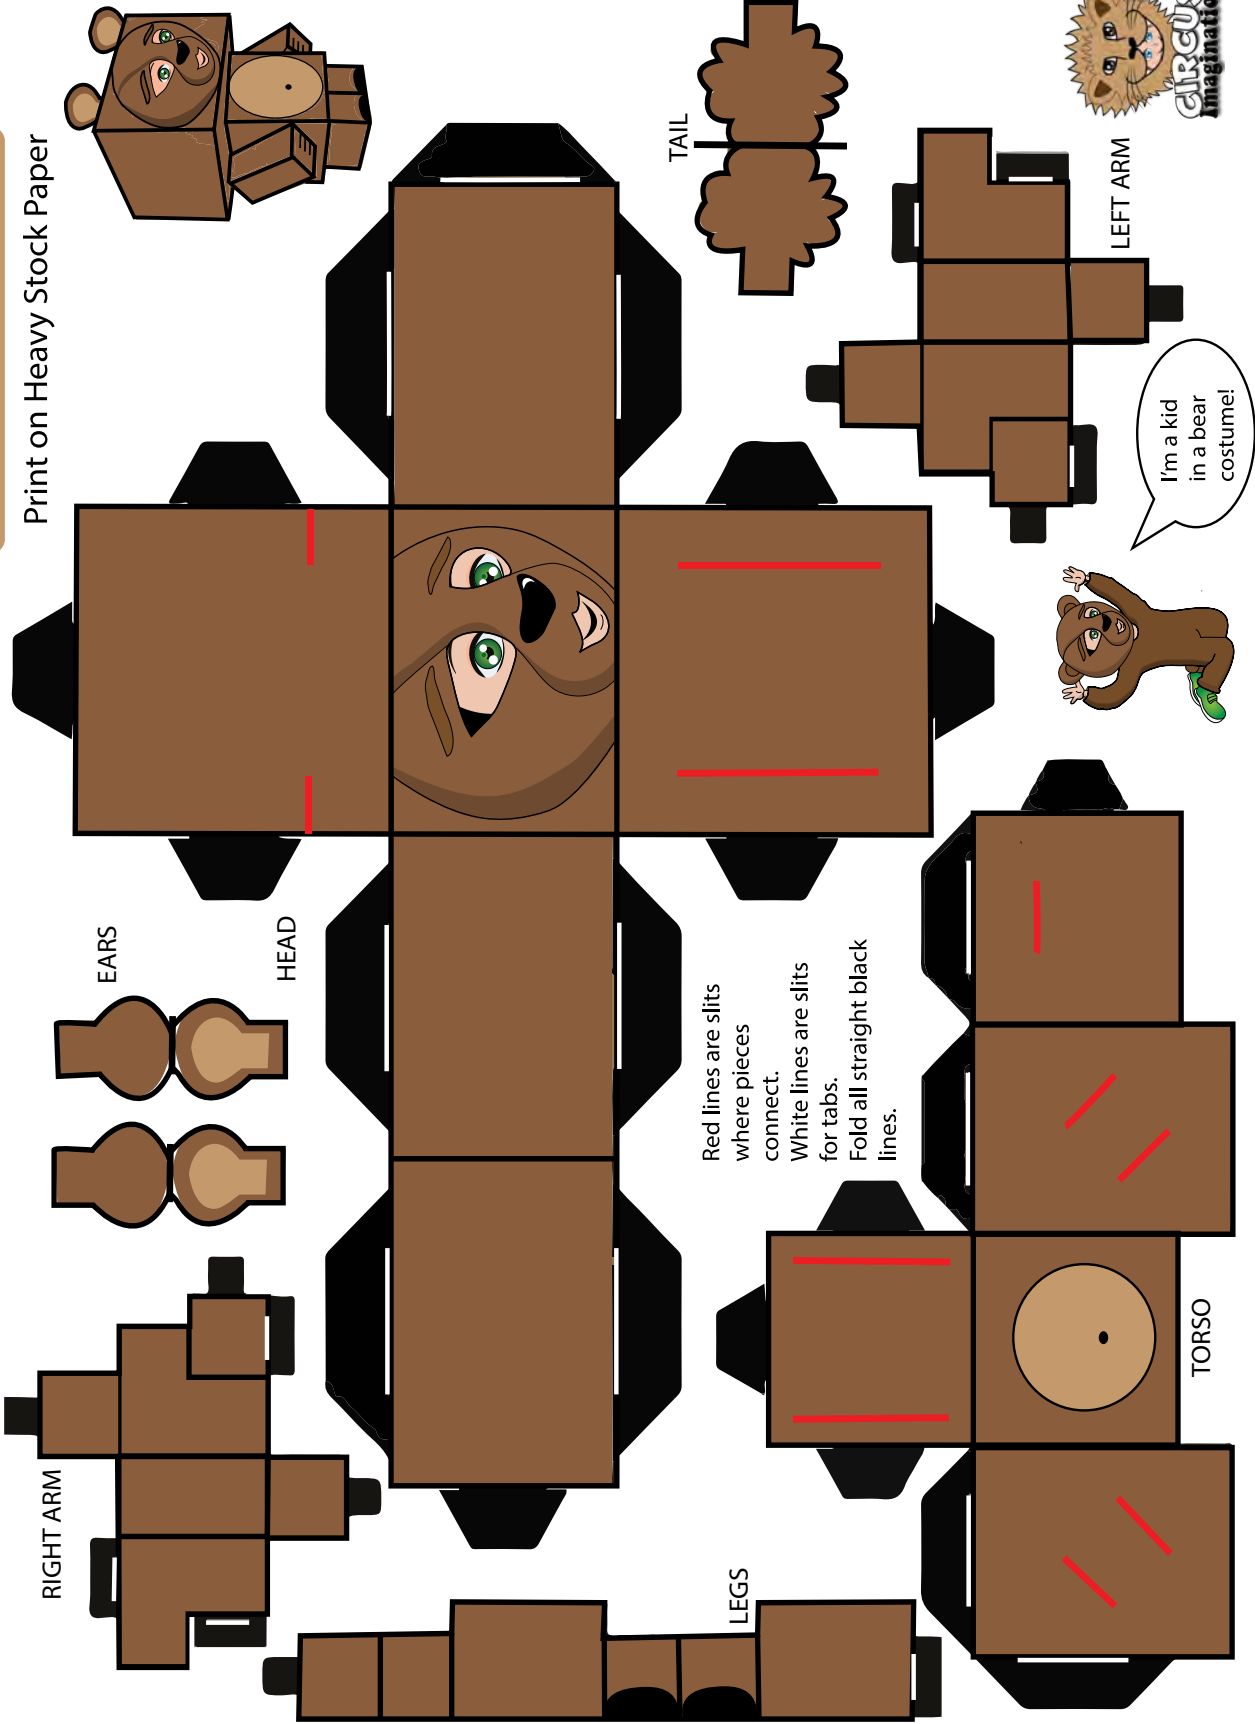 Print on Heavy Stock Paper
TAIL
CIRCUS
LEFT ARM
I'm a kid
in a bear
costume!
EARS
HEAD
Red lines are slits
where pieces
connect.
White lines are slits
for tabs.
Fold all straight black
lines.
RIGHT ARM
TORSO
LEGS